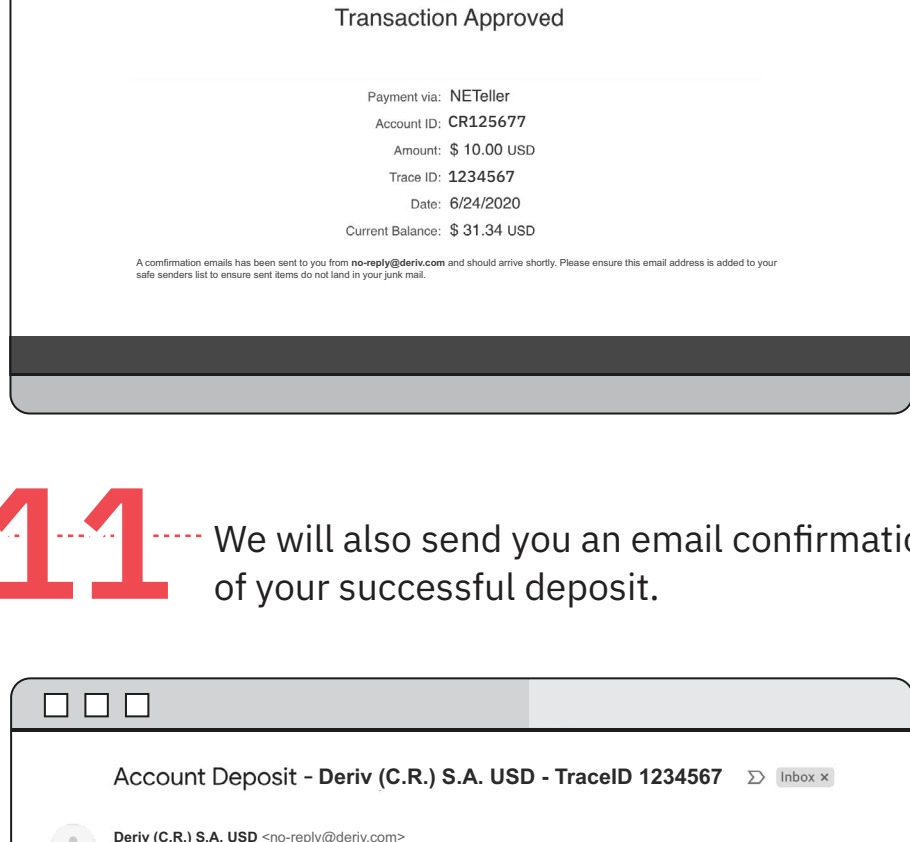 Transaction Approved
Payment via: NETeller
Account ID: CR125677
Amount: $ 10.00 USD
Trace ID: 1234567
Date: 6/24/2020
Current Balance: $ 31.34 USD
A comfirmation emails has been sent to you from no-reply@deriv.com and should arrive shortly. Please ensure this email address is added to your
safe senders list to ensure sent items do not land in your junk mail.
11
We will also send you an email confirmatio
of your successful deposit.
Account Deposit - Deriv (C.R.) S.A. USD - TraceID 1234567 Inbox ×
Deriv (C.R.) S.A. USD <no-reply@deriv.com>